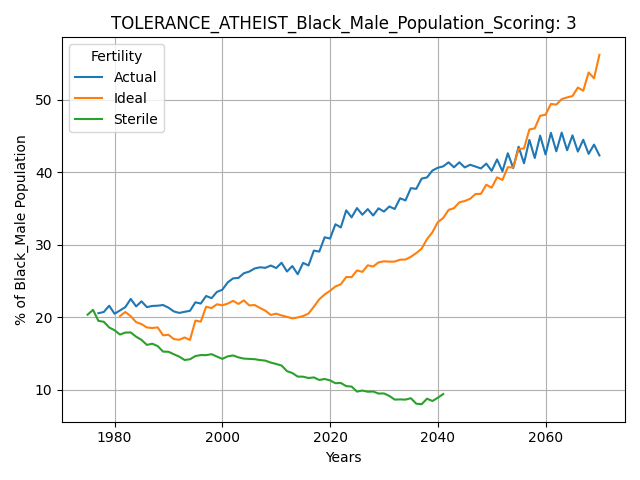 TOLERANCE_ATHEIST_Black_Male_Population_Scoring: 3
Fertility
Actual
Ideal
Sterile
% of Black_Male Population
50
40
30
20
10
1980
2000
2020
2040
2060
Years